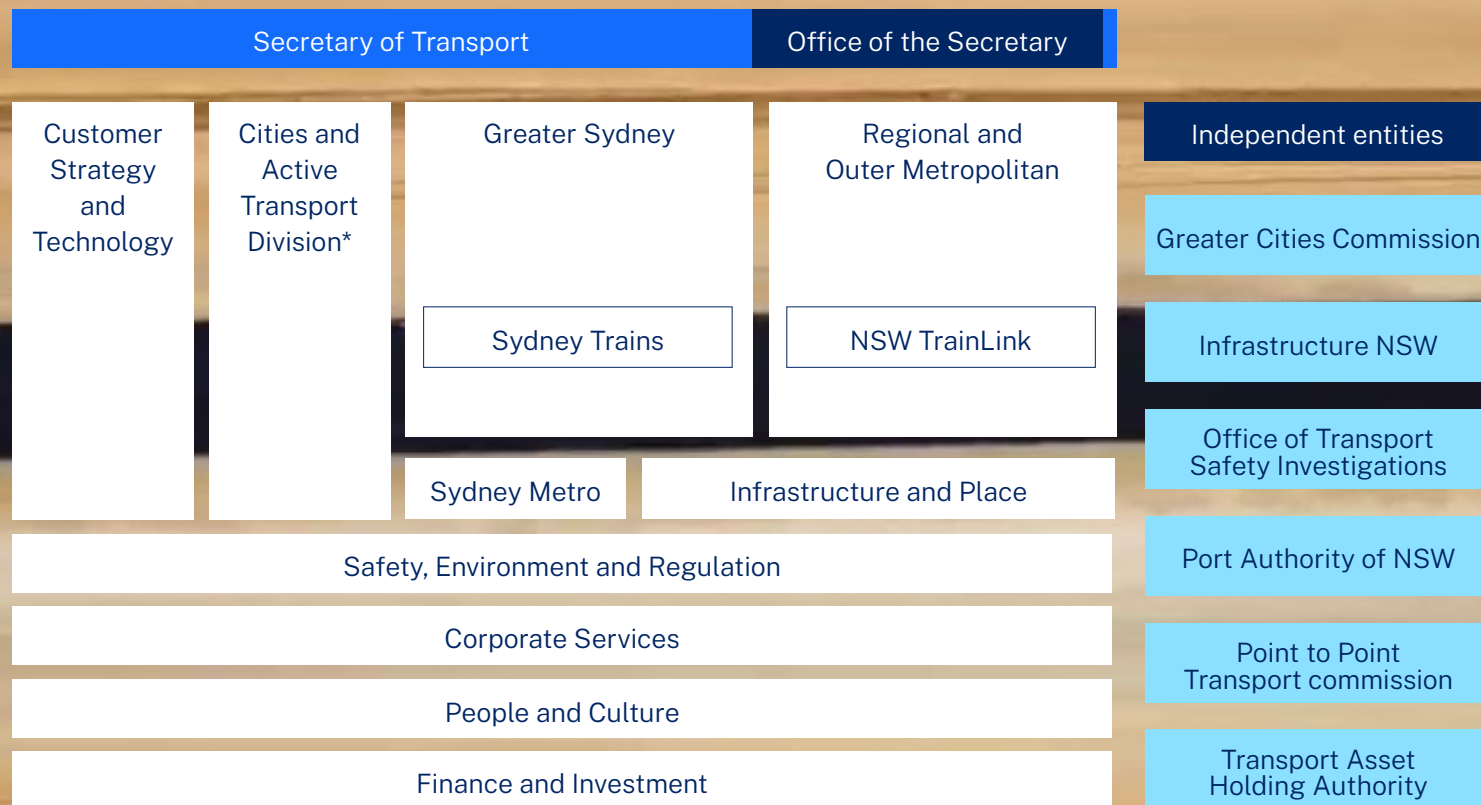 Secretary of Transport
Office of the Secretary
Customer
Strategy
and
Technology
Cities and
Active
Transport
Division*
Greater Sydney
Sydney Trains
Regional and
Outer Metropolitan
NSW TrainLink
Sydney Metro
Infrastructure and Place
Safety, Environment and Regulation
Corporate Services
People and Culture
Finance and Investment
Independent entities
Greater Cities Commission
Infrastructure NSW
Office of Transport
Safety Investigations
Port Authority of NSW
Point to Point
Transport commission
Transport Asset
Holding Authority